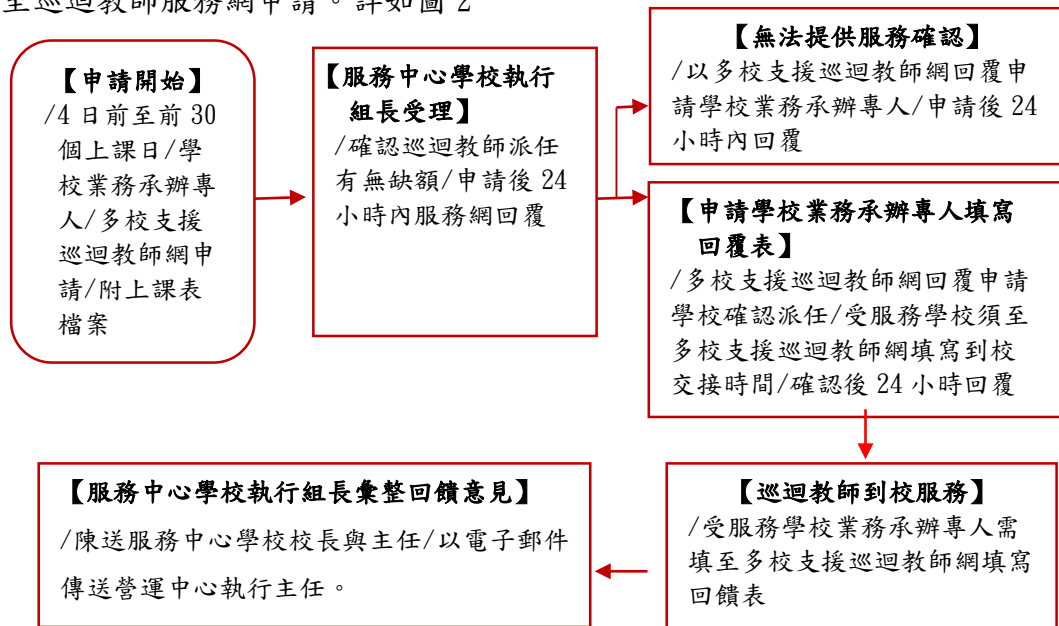 至巡迴教師服務網申請。詳如圖 2
【申請開始】
/4 日前至前 30
個上課日/學
校業務承辦專
人/多校支援
巡迴教師網申
請/附上課表
檔案
【服務中心學校執行
組長受理】
/確認巡迴教師派任
有無缺額/申請後 24
小時內服務網回覆
【無法提供服務確認】
/以多校支援巡迴教師網回覆申
請學校業務承辦專人/申請後 24
小時內回覆
【申請學校業務承辦專人填寫
回覆表】
/多校支援巡迴教師網回覆申請
學校確認派任/受服務學校須至
多校支援巡迴教師網填寫到校
交接時間/確認後 24 小時回覆
【巡迴教師到校服務】
/受服務學校業務承辦專人需
填至多校支援巡迴教師網填寫
回饋表
【服務中心學校執行組長彙整回饋意見】
/陳送服務中心學校校長與主任/以電子郵件
傳送營運中心執行主任。